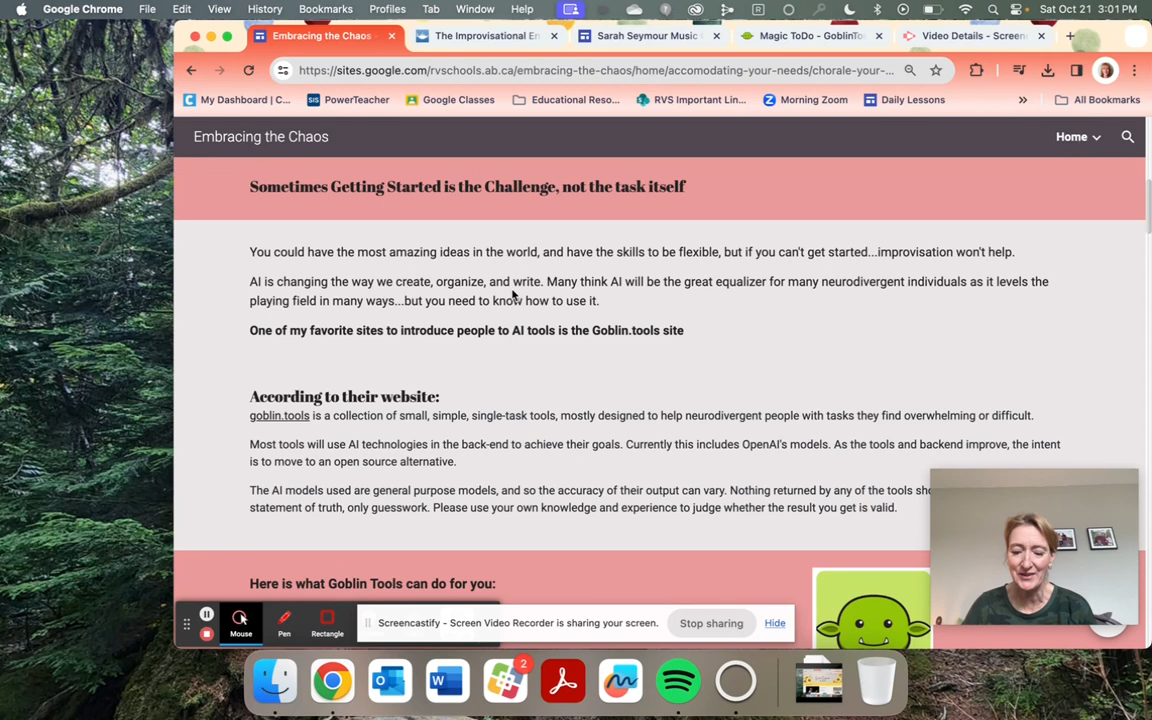 Google Chrome File Edit View History Bookmarks Profiles Tab Window Help Sat Oct 21 3:01 PM
Embracing the Chaos The Improvisational En Sarah Seymour Music Magic ToDo - GoblinToo Video Details - Screen
https://sites.google.com/rvschools.ab.ca/embracing-the-chaos/home/accomodating-your-needs/chorale-your-...
My Dashboard | C... PowerTeacher Google Classes Educational Reso... RVS Important Lin... Morning Zoom Daily Lessons » All Bookmarks
Embracing the Chaos Home
Sometimes Getting Started is the Challenge, not the task itself
You could have the most amazing ideas in the world, and have the skills to be flexible, but if you can't get started...improvisation won't help.
AI is changing the way we create, organize, and write. Many think AI will be the great equalizer for many neurodivergent individuals as it levels the
playing field in many ways...but you need to know how to use it.
One of my favorite sites to introduce people to AI tools is the Goblin.tools site
According to their website:
goblin.tools is a collection of small, simple, single-task tools, mostly designed to help neurodivergent people with tasks they find overwhelming or difficult.
Most tools will use AI technologies in the back-end to achieve their goals. Currently this includes OpenAI's models. As the tools and backend improve, the intent
is to move to an open source alternative.
The AI models used are general purpose models, and so the accuracy of their output can vary. Nothing returned by any of the tools sho
statement of truth, only guesswork. Please use your own knowledge and experience to judge whether the result you get is valid.
Here is what Goblin Tools can do for you:
Mouse Pen Rectangle
Screencastify - Screen Video Recorder is sharing your screen. Stop sharing Hide
2